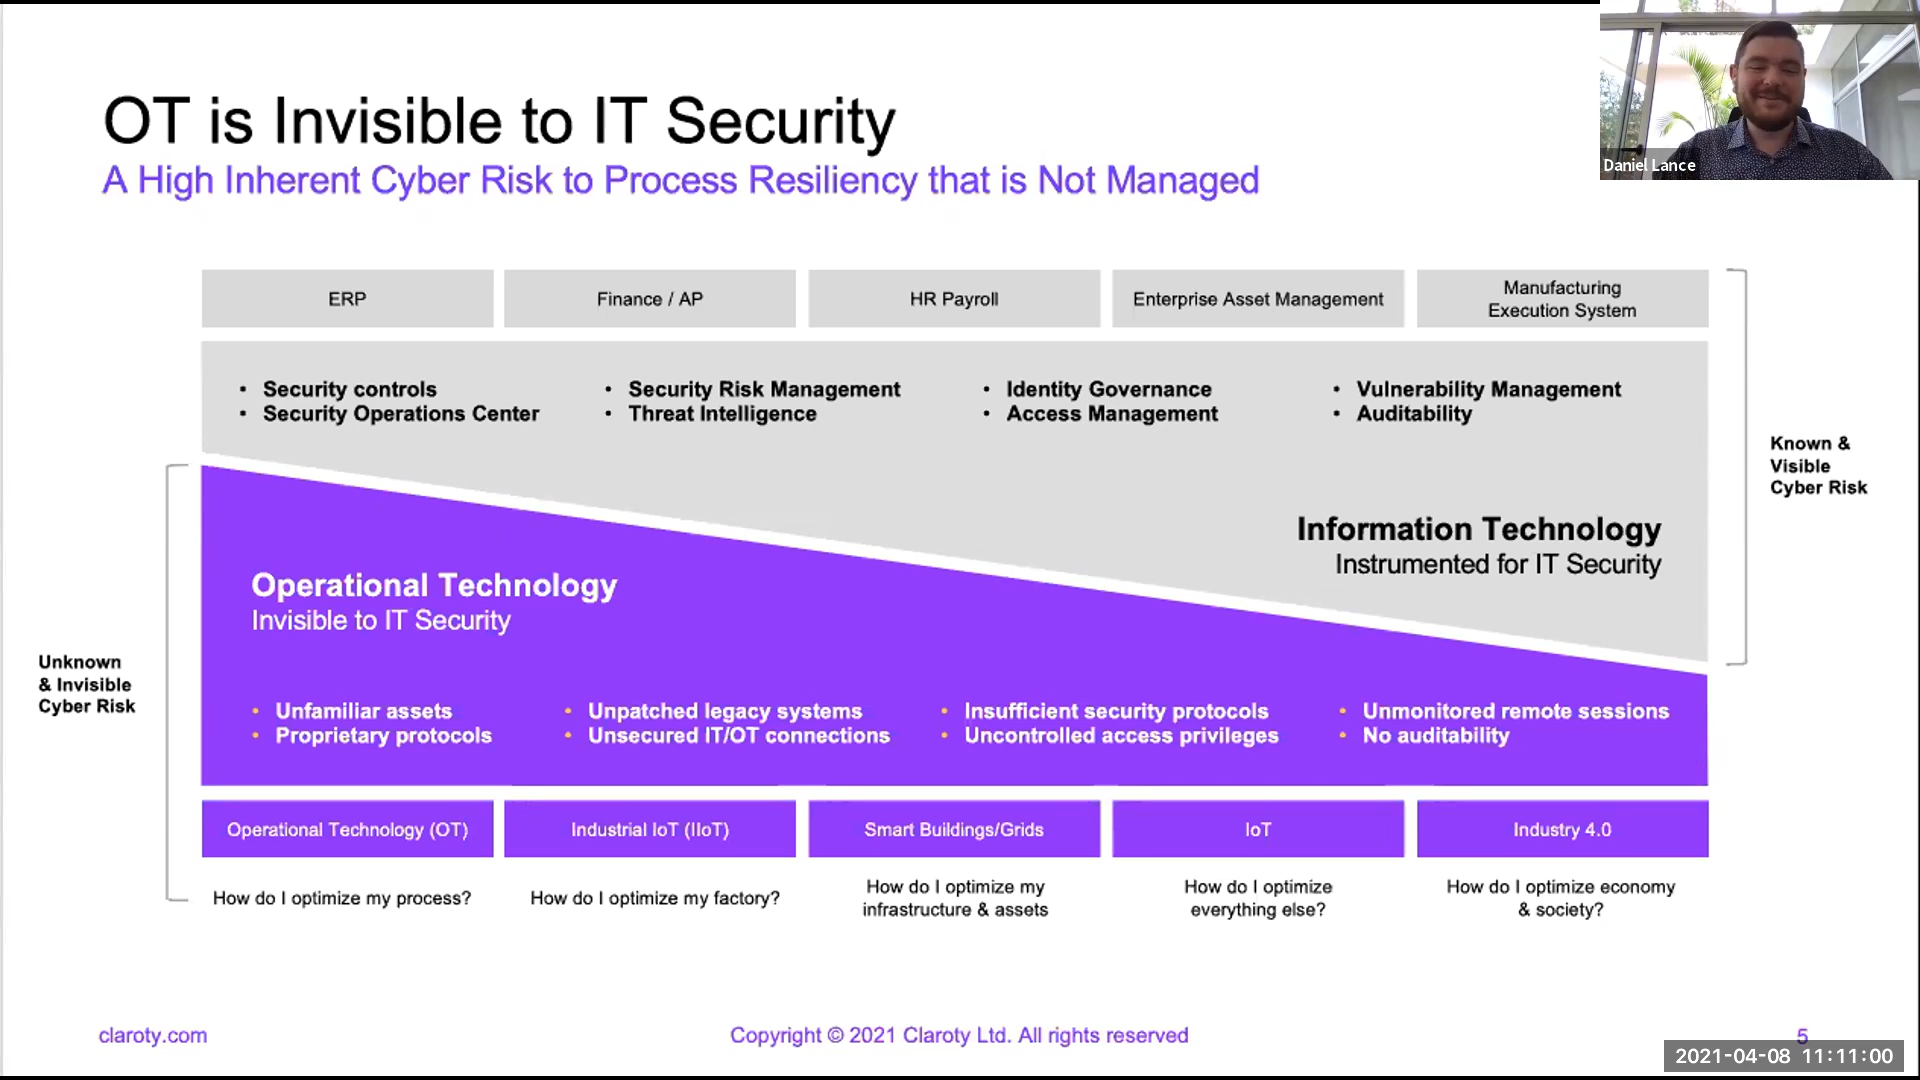 OT is Invisible to IT Security
A High Inherent Cyber Risk to Process Resiliency that is Not Managed
Daniel Lance
ERP
Finance / AP
HR Payroll
Enterprise Asset Management
Manufacturing
Execution System
• Security controls
• Security Operations Center
• Security Risk Management
• Threat Intelligence
• Identity Governance
• Access Management
• Vulnerability Management
• Auditability
Known &
Visible
Cyber Risk
Information Technology
Instrumented for IT Security
Operational Technology
Invisible to IT Security
Unknown
& Invisible
Cyber Risk
• Unfamiliar assets
• Proprietary protocols
• Unpatched legacy systems
• Unsecured IT/OT connections
• Insufficient security protocols
• Uncontrolled access privileges
• Unmonitored remote sessions
• No auditability
Operational Technology (OT)
Industrial IoT (IIoT)
Smart Buildings/Grids
IoT
Industry 4.0
How do I optimize my process?
How do I optimize my factory?
How do I optimize my
infrastructure & assets
How do I optimize
everything else?
How do I optimize economy
& society?
claroty.com
Copyright © 2021 Claroty Ltd. All rights reserved
5
2021-04-08 11:11:00